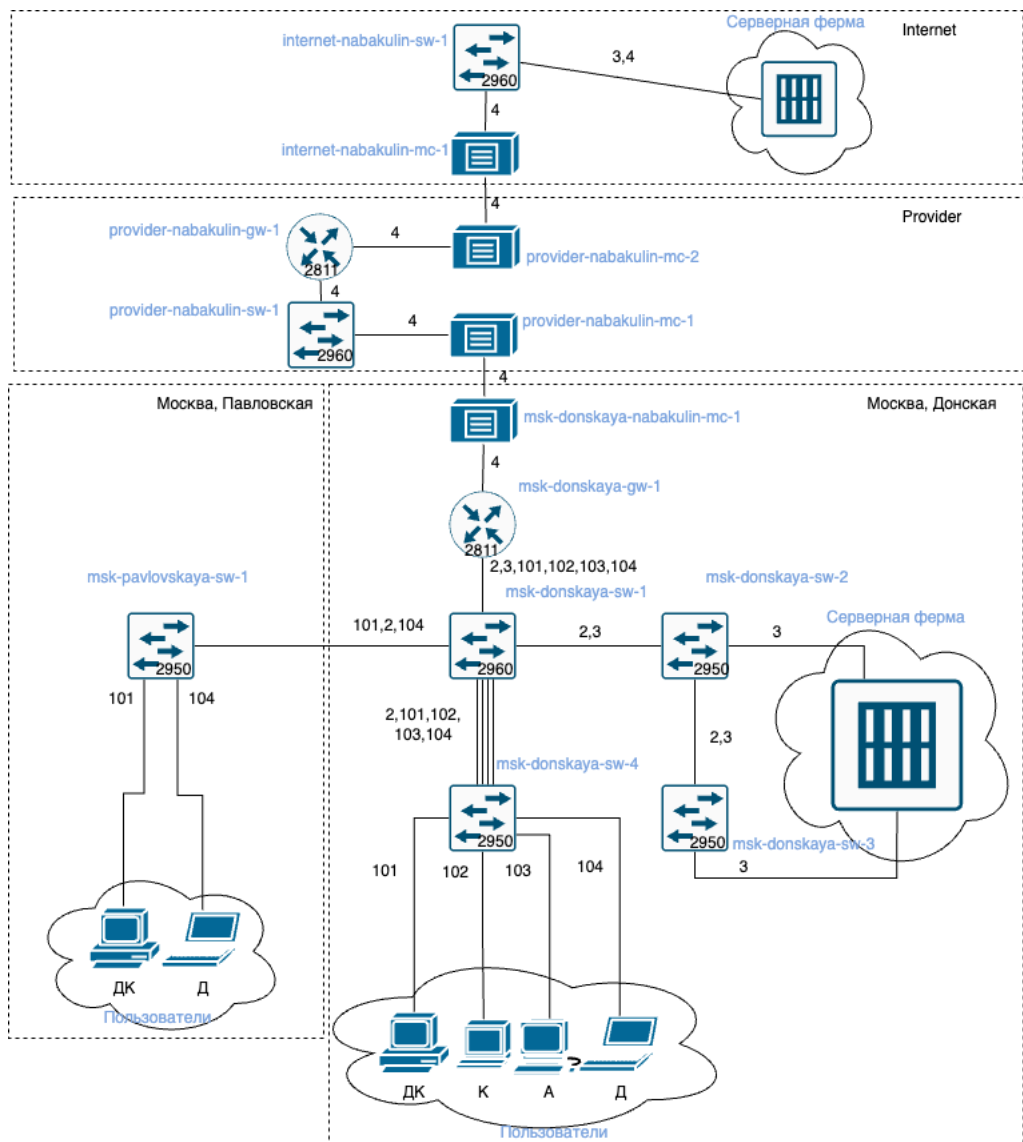 Серверная ферма
Internet
internet-nabakulin-sw-1
3,4
2960
4
internet-nabakulin-mc-1
4
Provider
provider-nabakulin-gw-1
4
2811
provider-nabakulin-mc-2
4
provider-nabakulin-sw-1
4
provider-nabakulin-mc-1
2960
4
Москва, Павловская
Москва, Донская
msk-donskaya-nabakulin-mc-1
4
msk-donskaya-gw-1
2811
2,3,101,102,103,104
msk-pavlovskaya-sw-1
msk-donskaya-sw-1
msk-donskaya-sw-2
Серверная ферма
101,2,104
2,3
3
2950
2960
2950
101
104
2,101,102,
103,104
2,3
msk-donskaya-sw-4
2950
2950
msk-donskaya-sw-3
101
102
103
104
3
ДК
Д
Пользователи
?
ДК
К
А
Д
Пользователи